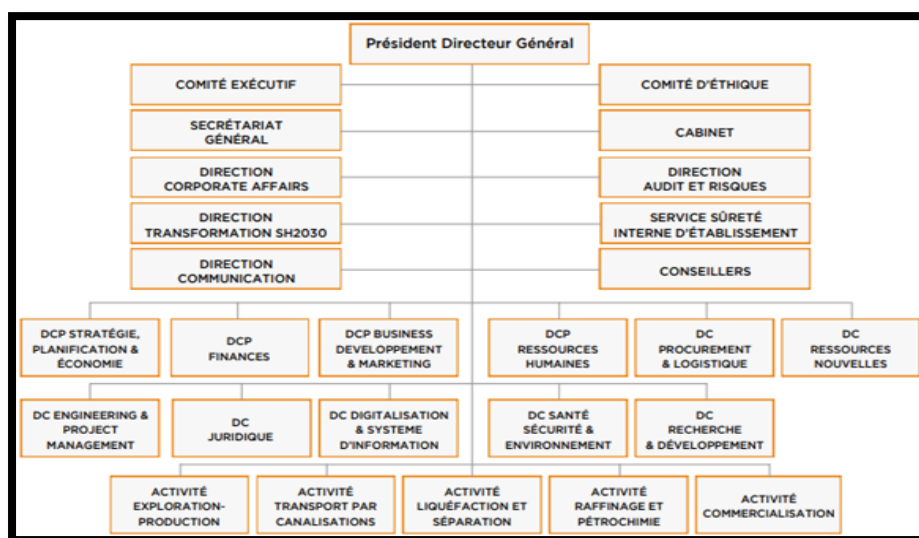 Président Directeur Général
COMITÉ EXÉCUTIF
COMITÉ D'ÉTHIQUE
SECRÉTARIAT
GÉNÉRAL
CABINET
DIRECTION
CORPORATE AFFAIRS
DIRECTION
AUDIT ET RISQUES
DIRECTION
TRANSFORMATION SH2030
SERVICE SÛRETÉ
INTERNE D'ÉTABLISSEMENT
DIRECTION
COMMUNICATION
CONSEILLERS
DCP STRATÉGIE,
PLANIFICATION &
ÉCONOMIE
DCP
FINANCES
DCP BUSINESS
DEVELOPPEMENT
& MARKETING
DCP
RESSOURCES
HUMAINES
DC
PROCUREMENT
& LOGISTIQUE
DC
RESSOURCES
NOUVELLES
DC ENGINEERING &
PROJECT
MANAGEMENT
DC
JURIDIQUE
DC DIGITALISATION
& SYSTEME
D'INFORMATION
DC SANTÉ
SÉCURITÉ &
ENVIRONNEMENT
DC
RECHERCHE
& DÉVELOPPEMENT
ACTIVITÉ
EXPLORATION-
PRODUCTION
ACTIVITÉ
TRANSPORT PAR
CANALISATIONS
ACTIVITÉ
LIQUÉFACTION ET
SÉPARATION
ACTIVITÉ
RAFFINAGE ET
PÉTROCHIMIE
ACTIVITÉ
COMMERCIALISATION